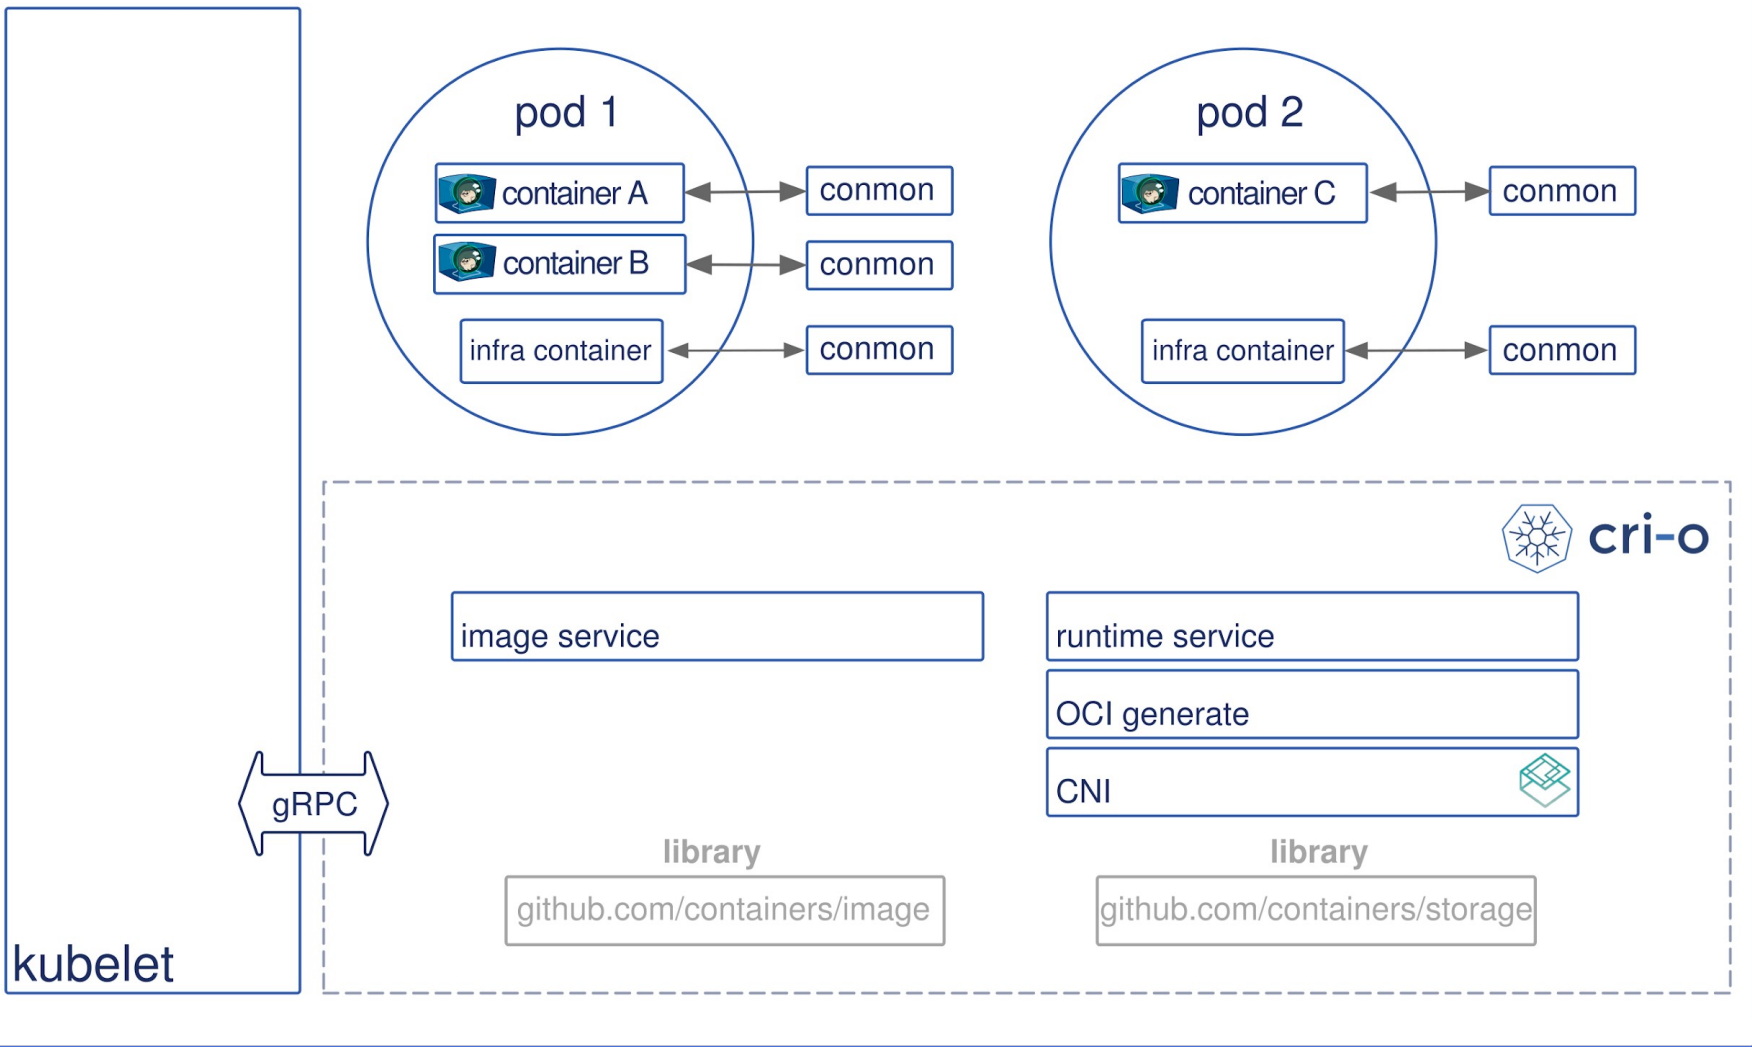 pod 1
container A
conmon
container B
conmon
infra container
conmon
pod 2
container C
conmon
infra container
conmon
cri-o
image service
runtime service
OCI generate
CNI
gRPC
library
github.com/containers/image
library
github.com/containers/storage
kubelet